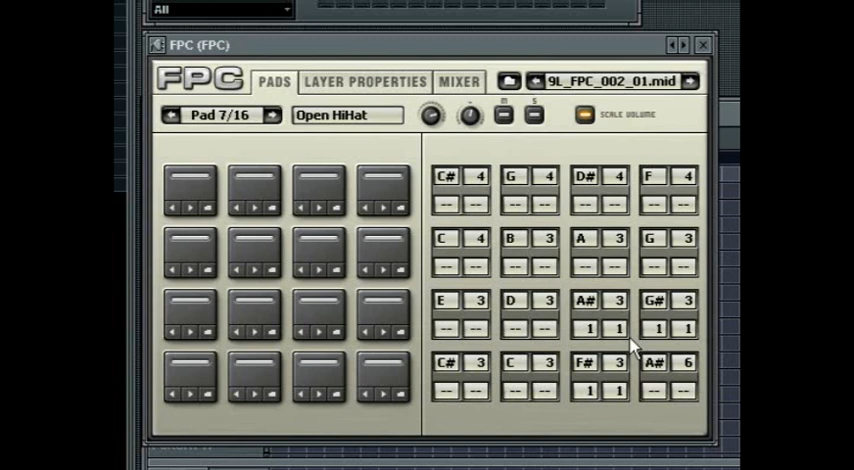 All
FPC (FPC)
FPC PADS LAYER PROPERTIES MIXER 9L_FPC_002_01.mid
M S
Pad 7/16 Open HiHat SCALE VOLUME
C# 4 G 4 D# 4 F 4
-- -- -- -- -- -- -- --
C 4 B 3 A 3 G 3
-- -- -- -- -- -- -- --
E 3 D 3 A# 3 G# 3
-- -- -- -- 1 1 1 1
C# 3 C 3 F# 3 A# 6
-- -- -- -- 1 1 -- --